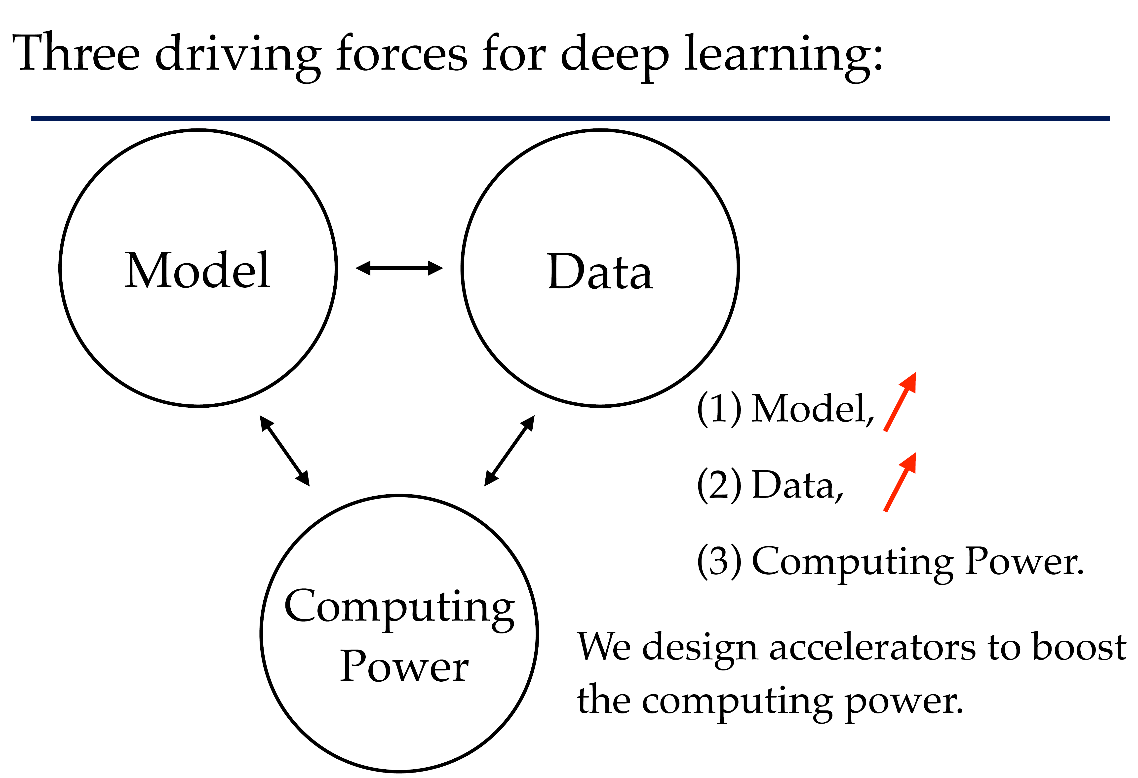 Three driving forces for deep learning:
Model
Data
Computing
Power
(1) Model,
(2) Data,
(3) Computing Power.
We design accelerators to boost
the computing power.